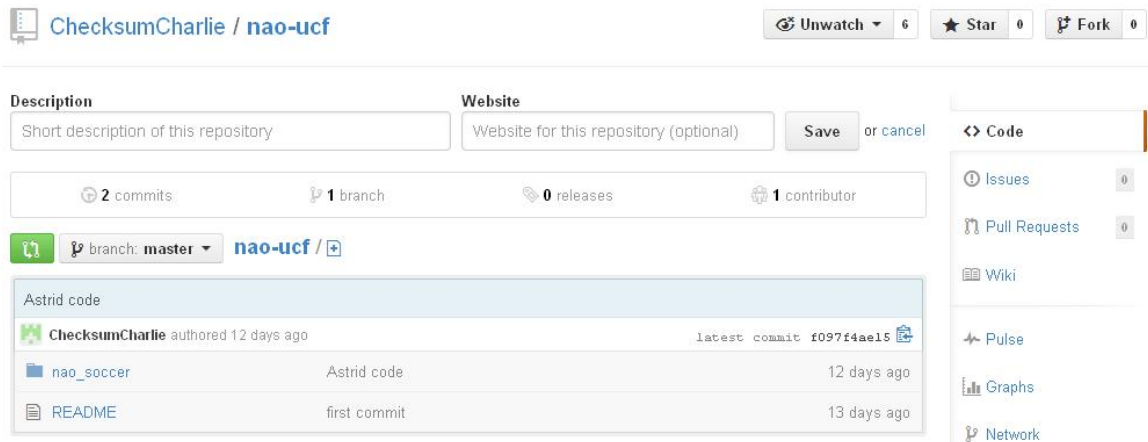 ChecksumCharlie / nao-ucf
Unwatch 6 Star 0 Fork 0
Description Website
Short description of this repository Website for this repository (optional) Save or cancel
2 commits 1 branch 0 releases 1 contributor
branch: master nao-ucf /
Astrid code
ChecksumCharlie authored 12 days ago latest commit f097f4ae15
nao_soccer Astrid code 12 days ago
README first commit 13 days ago
<> Code
Issues 0
Pull Requests 0
Wiki
Pulse
Graphs
Network